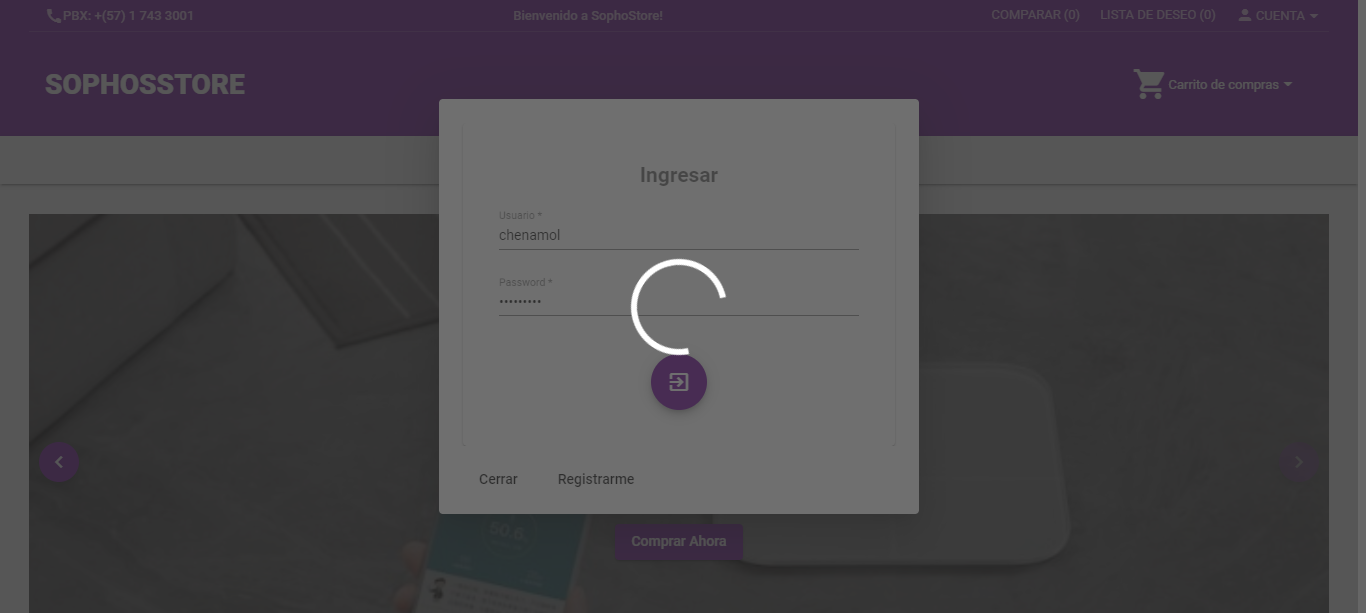 PBX: +(57) 1 743 3001
Bienvenido a SophoStore!
COMPARAR (0)
LISTA DE DESEO (0)
CUENTA
SOPHOSSTORE
Carrito de compras
Ingresar
Usuario *
chenamol
Password *
•••••••••
Cerrar
Registrarme
Comprar Ahora